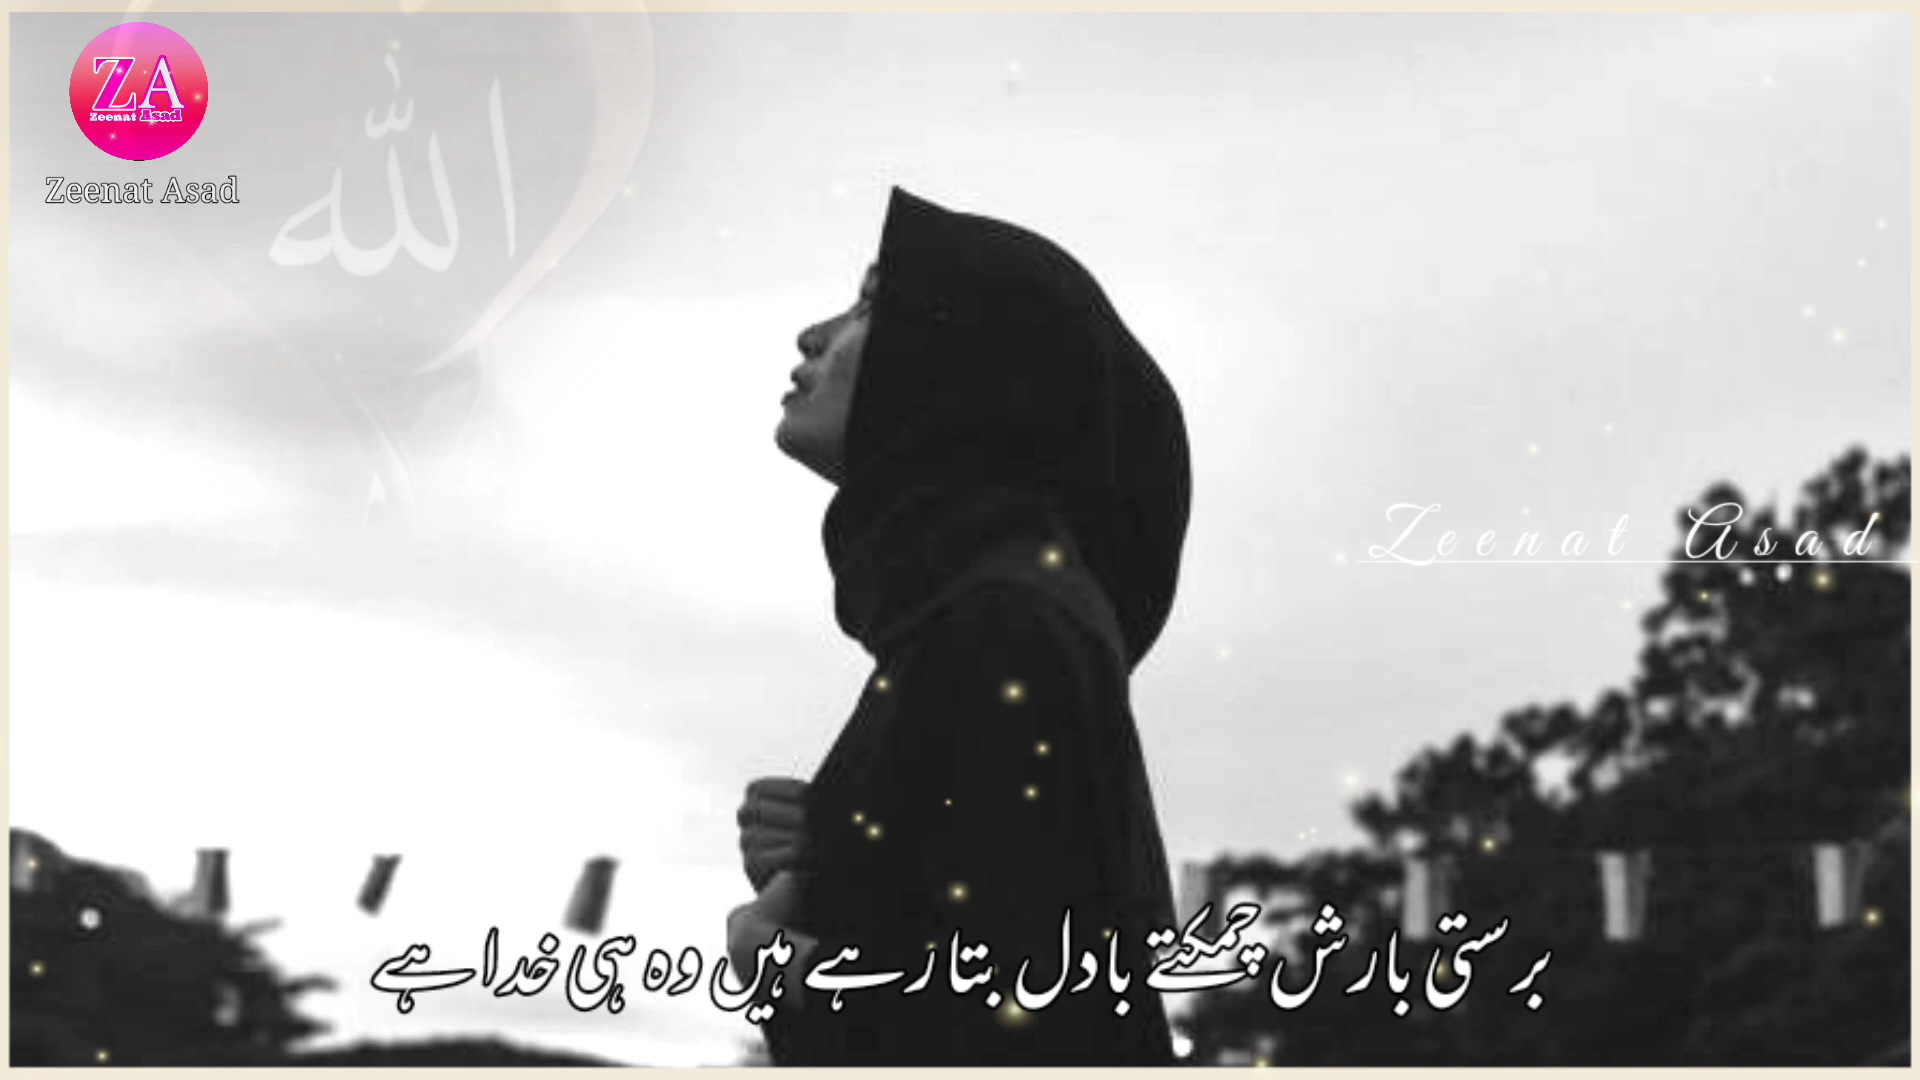 ZA
Zeenat Asad
Zeenat Asad
الله
Zeenat Asad
برستی بارش چمکتے بادل بتا رہے ہیں وہ ہی خدا ہے